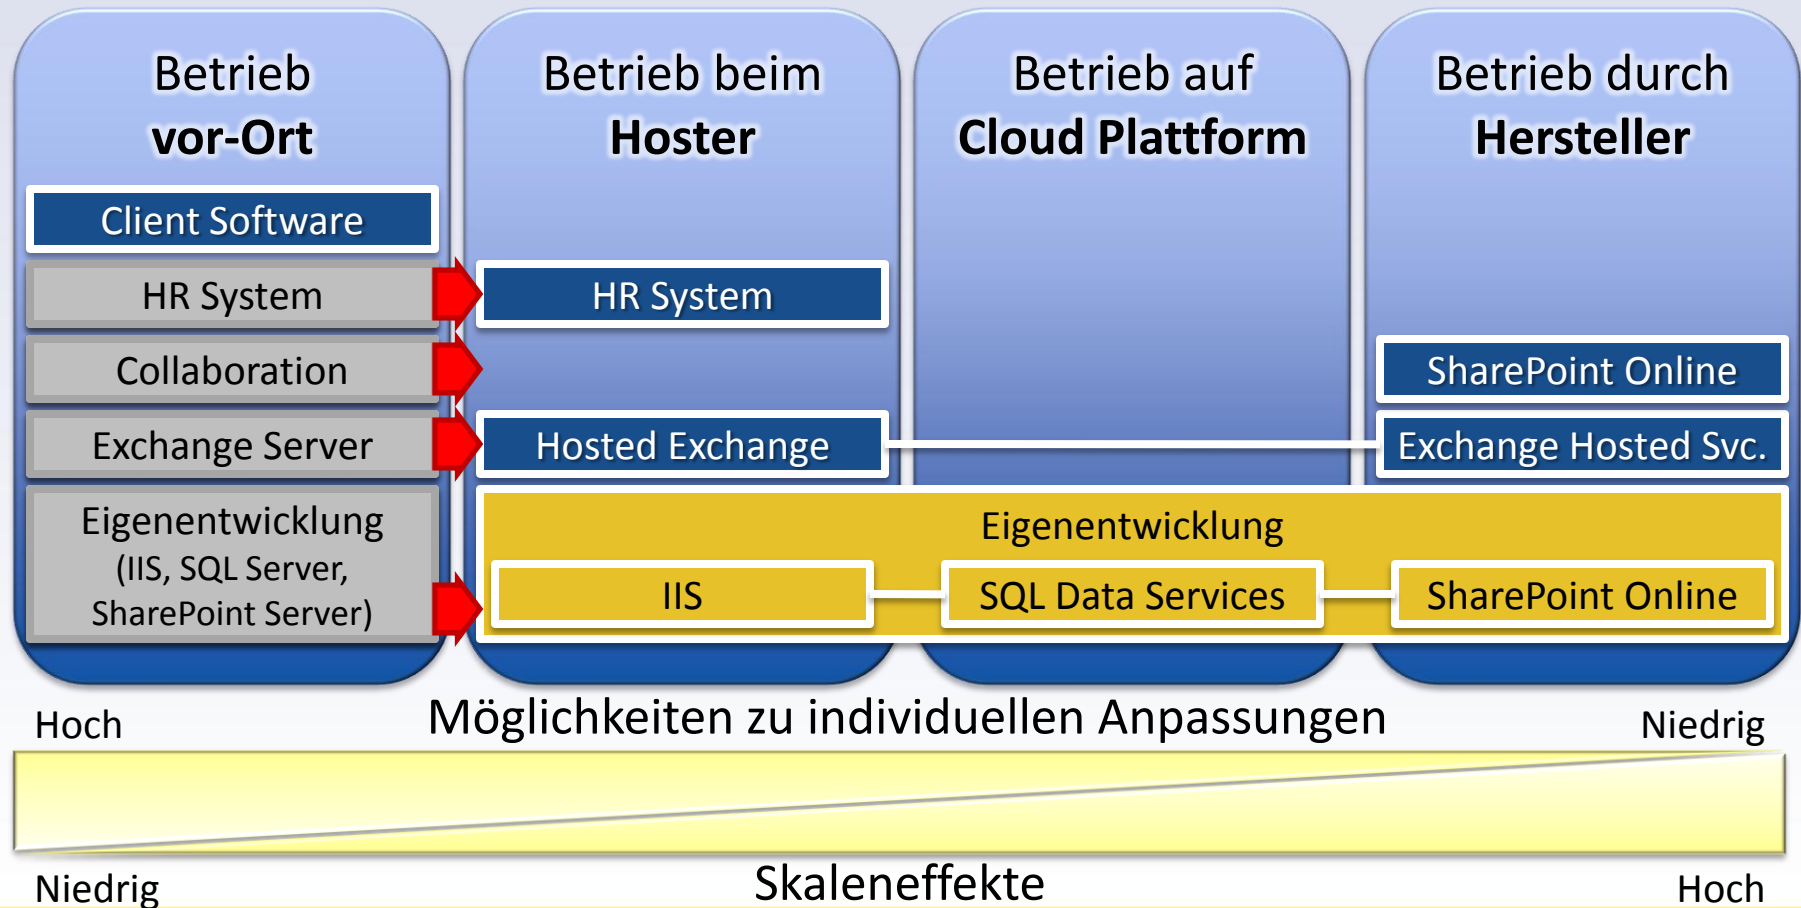 Betrieb
vor-Ort
Betrieb beim
Hoster
Betrieb auf
Cloud Plattform
Betrieb durch
Hersteller
Client Software
HR System
HR System
Collaboration
SharePoint Online
Exchange Server
Hosted Exchange
Exchange Hosted Svc.
Eigenentwicklung
(IIS, SQL Server,
SharePoint Server)
Eigenentwicklung
IIS
SQL Data Services
SharePoint Online
Hoch
Möglichkeiten zu individuellen Anpassungen
Niedrig
Niedrig
Skaleneffekte
Hoch